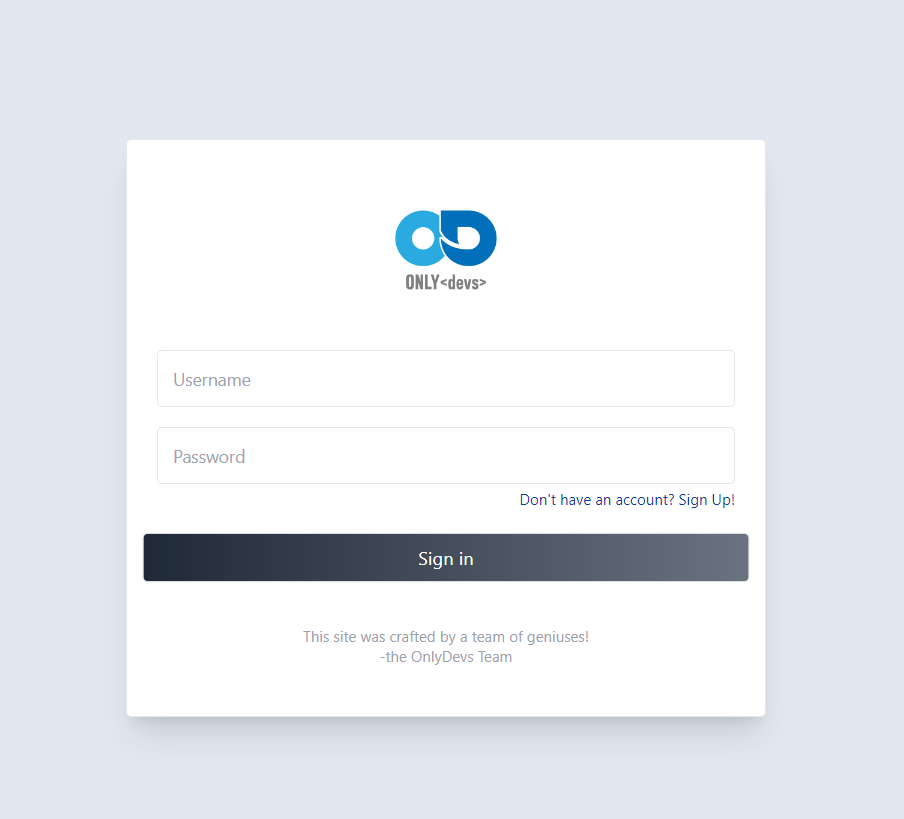 ONLY<devs>
Username
Password
Don't have an account? Sign Up!
Sign in
This site was crafted by a team of geniuses!
-the OnlyDevs Team